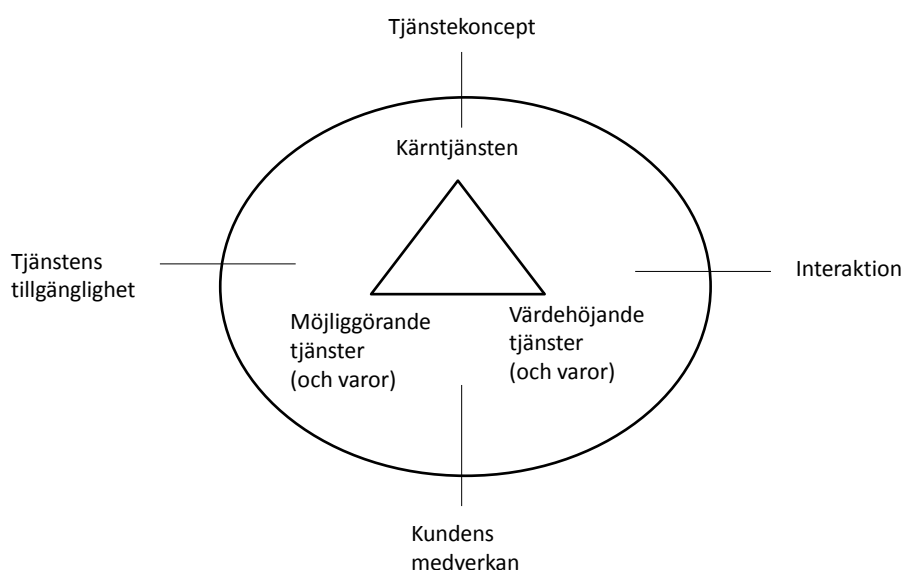 Tjänstekoncept
Kärntjänsten
Tjänstens
tillgänglighet
Interaktion
Möjliggörande
tjänster
(och varor)
Värdehöjande
tjänster
(och varor)
Kundens
medverkan